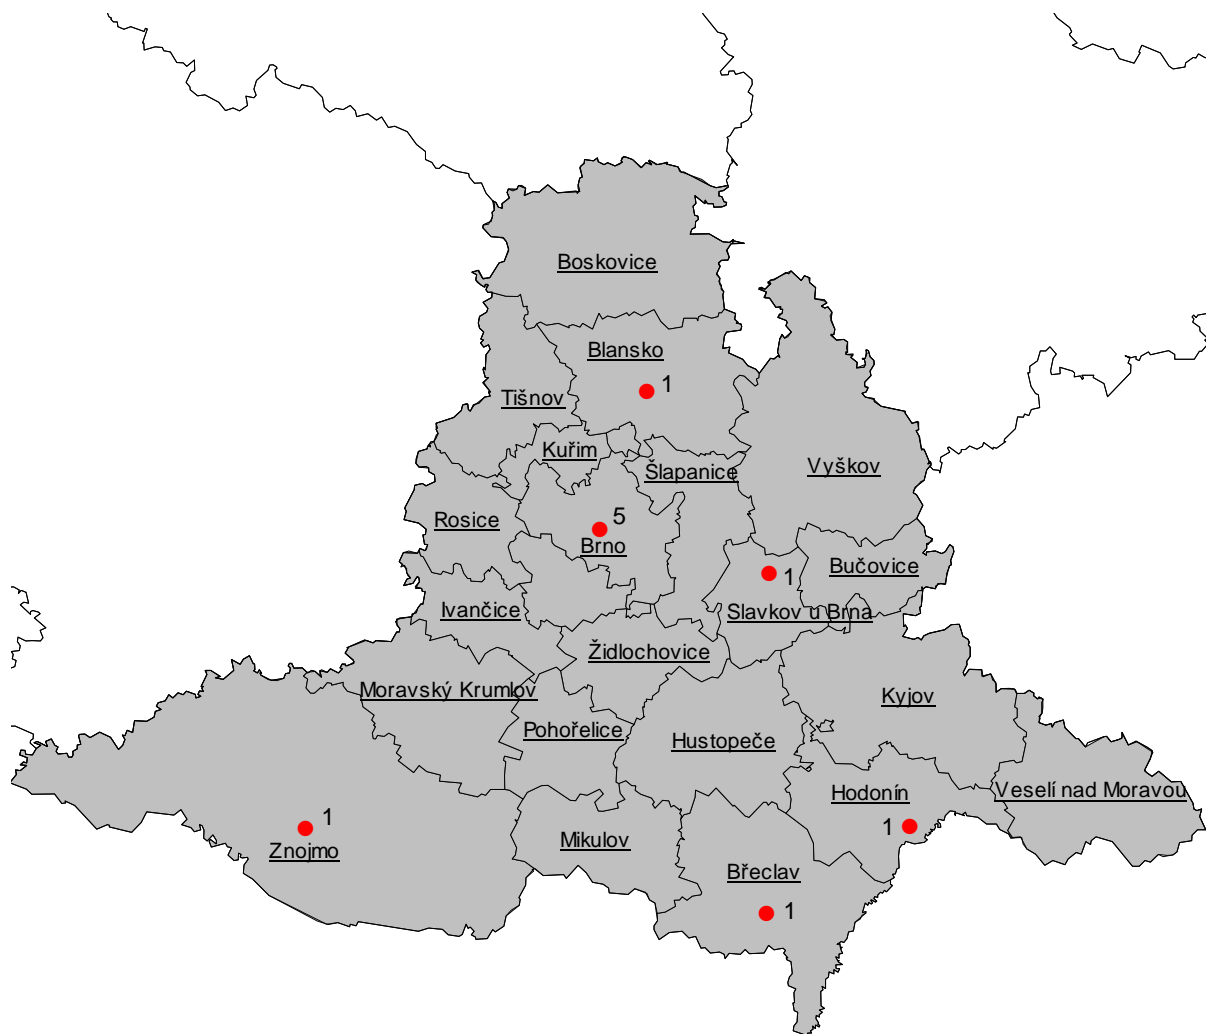 Boskovice
Blansko
1
Tišnov
Kuřim
Šlapanice
Vyškov
Rosice
5
Brno
Bučovice
1
Ivančice
Slavkov u Brna
Židlochovice
Moravský Krumlov
Kyjov
Pohořelice
Hustopeče
Veselí nad Moravou
Hodonín
1
1
Znojmo
Mikulov
Břeclav
1